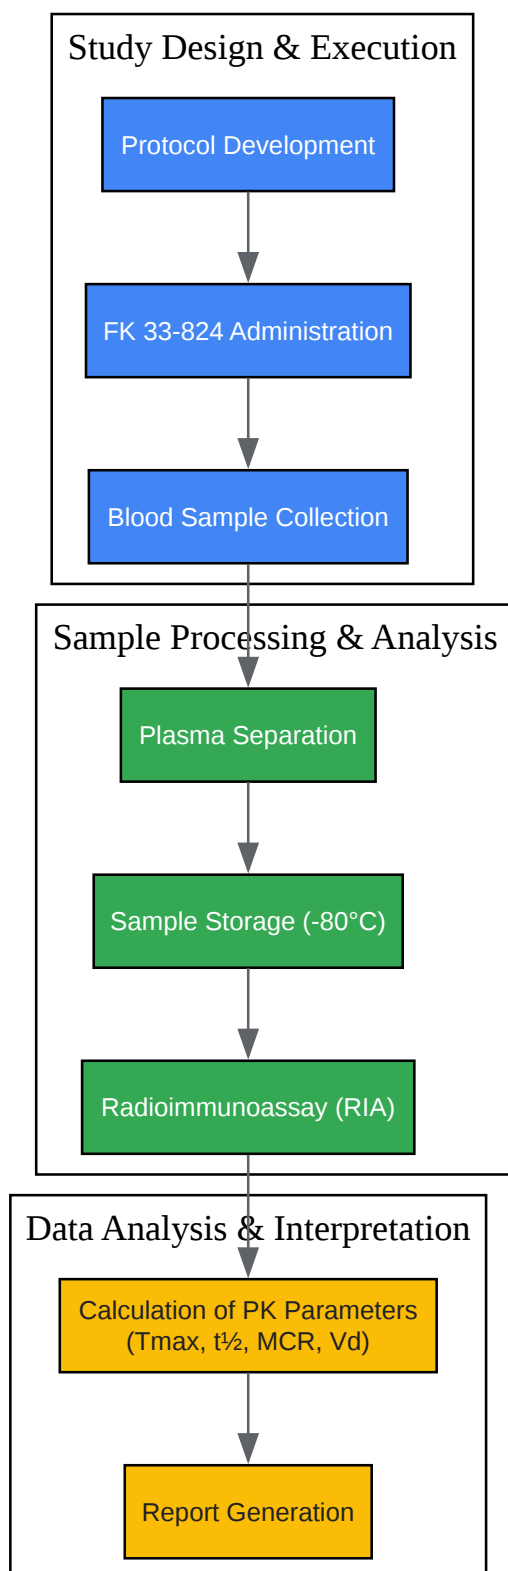 Study Design & Execution
Protocol Development
FK 33-824 Administration
Blood Sample Collection
Sample Processing & Analysis
Plasma Separation
Sample Storage (-80°C)
Radioimmunoassay (RIA)
Data Analysis & Interpretation
Calculation of PK Parameters
(Tmax, t½, MCR, Vd)
Report Generation